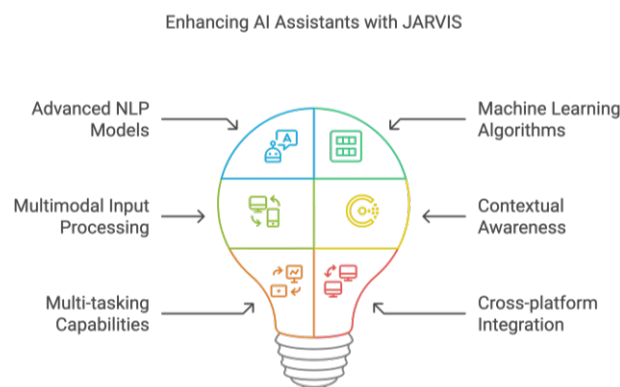 Enhancing AI Assistants with JARVIS
Advanced NLP
Models
Machine Learning
Algorithms
A
Multimodal Input
Processing
Contextual
Awareness
Multi-tasking
Capabilities
Cross-platform
Integration